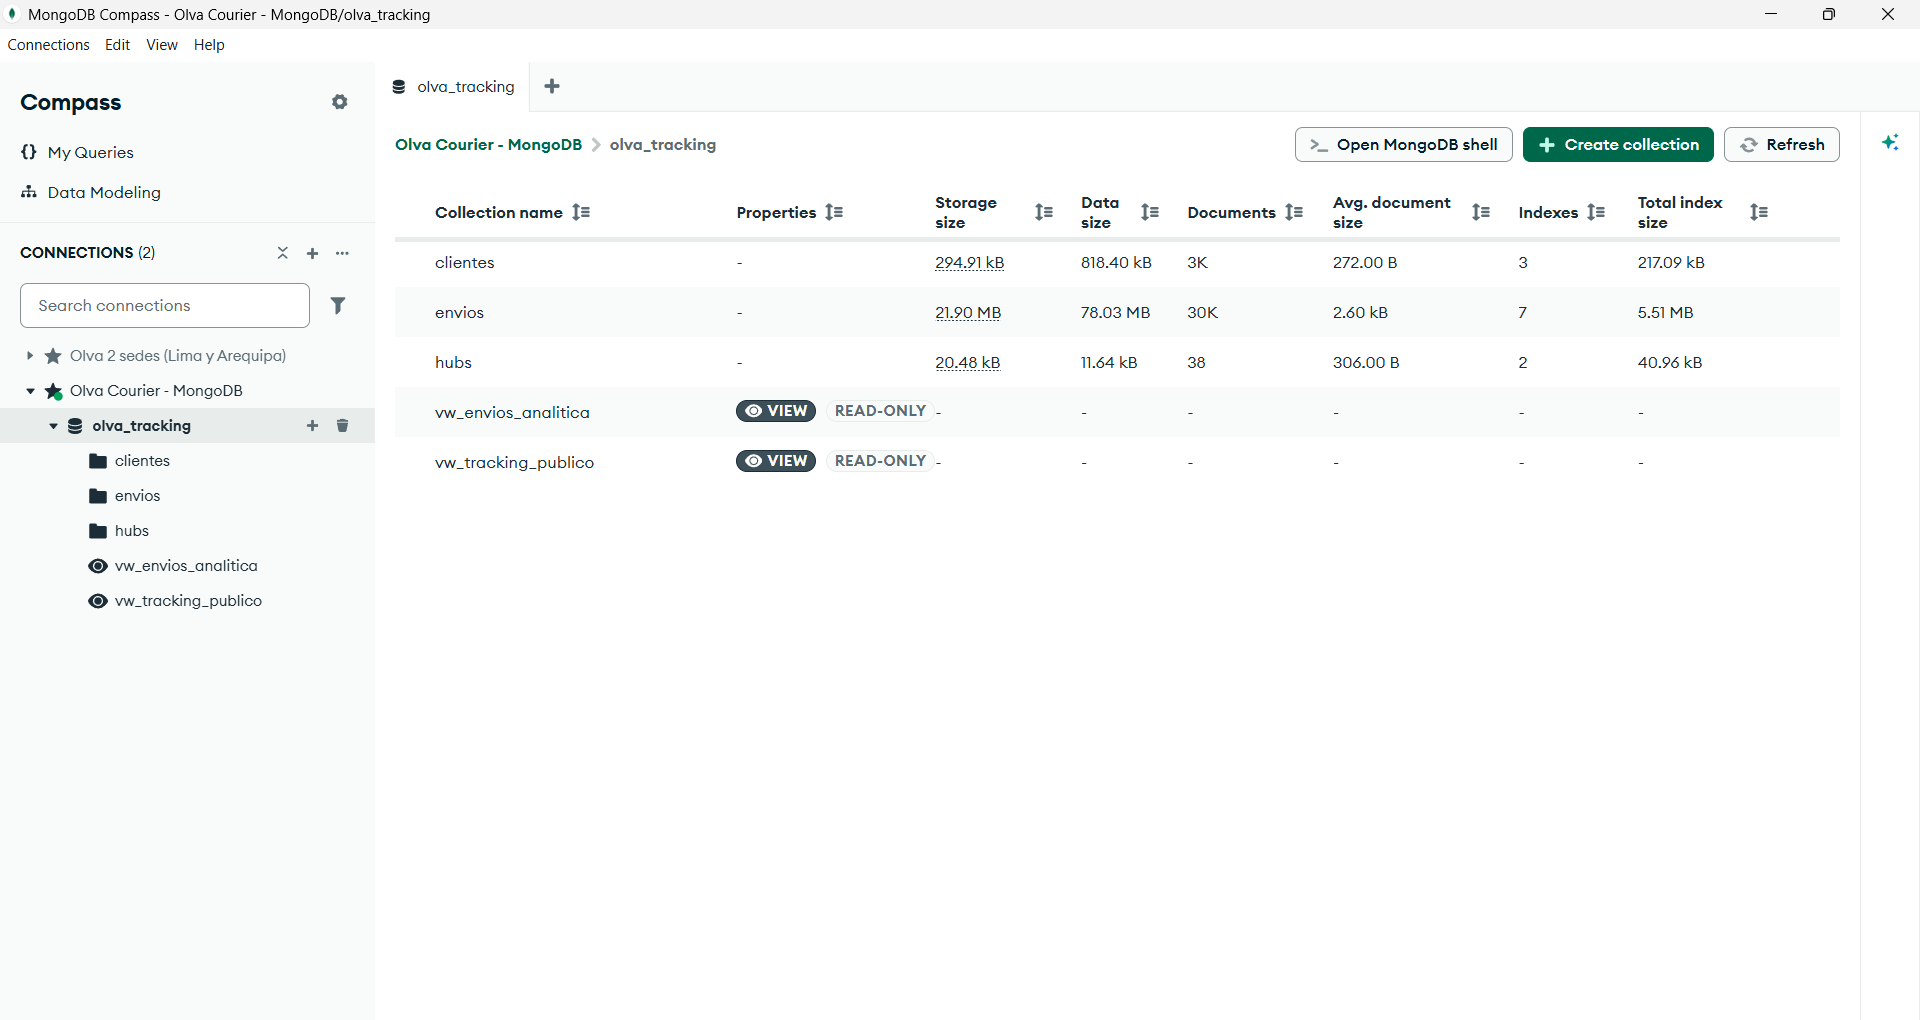 MongoDB Compass - Olva Courier - MongoDB/olva_tracking
Connections Edit View Help
Compass
My Queries
Data Modeling
CONNECTIONS (2)
Search connections
Olva 2 sedes (Lima y Arequipa)
Olva Courier - MongoDB
olva_tracking
clientes
envios
hubs
vw_envios_analitica
vw_tracking_publico
olva_tracking
Olva Courier - MongoDB olva_tracking
Open MongoDB shell Create collection Refresh
Collection name Properties Storage size Data size Documents Avg. document size Indexes Total index size
clientes - 294.91 kB 818.40 kB 3K 272.00 B 3 217.09 kB
envios - 21.90 MB 78.03 MB 30K 2.60 kB 7 5.51 MB
hubs - 20.48 kB 11.64 kB 38 306.00 B 2 40.96 kB
vw_envios_analitica VIEW READ-ONLY - - - - - -
vw_tracking_publico VIEW READ-ONLY - - - - - -